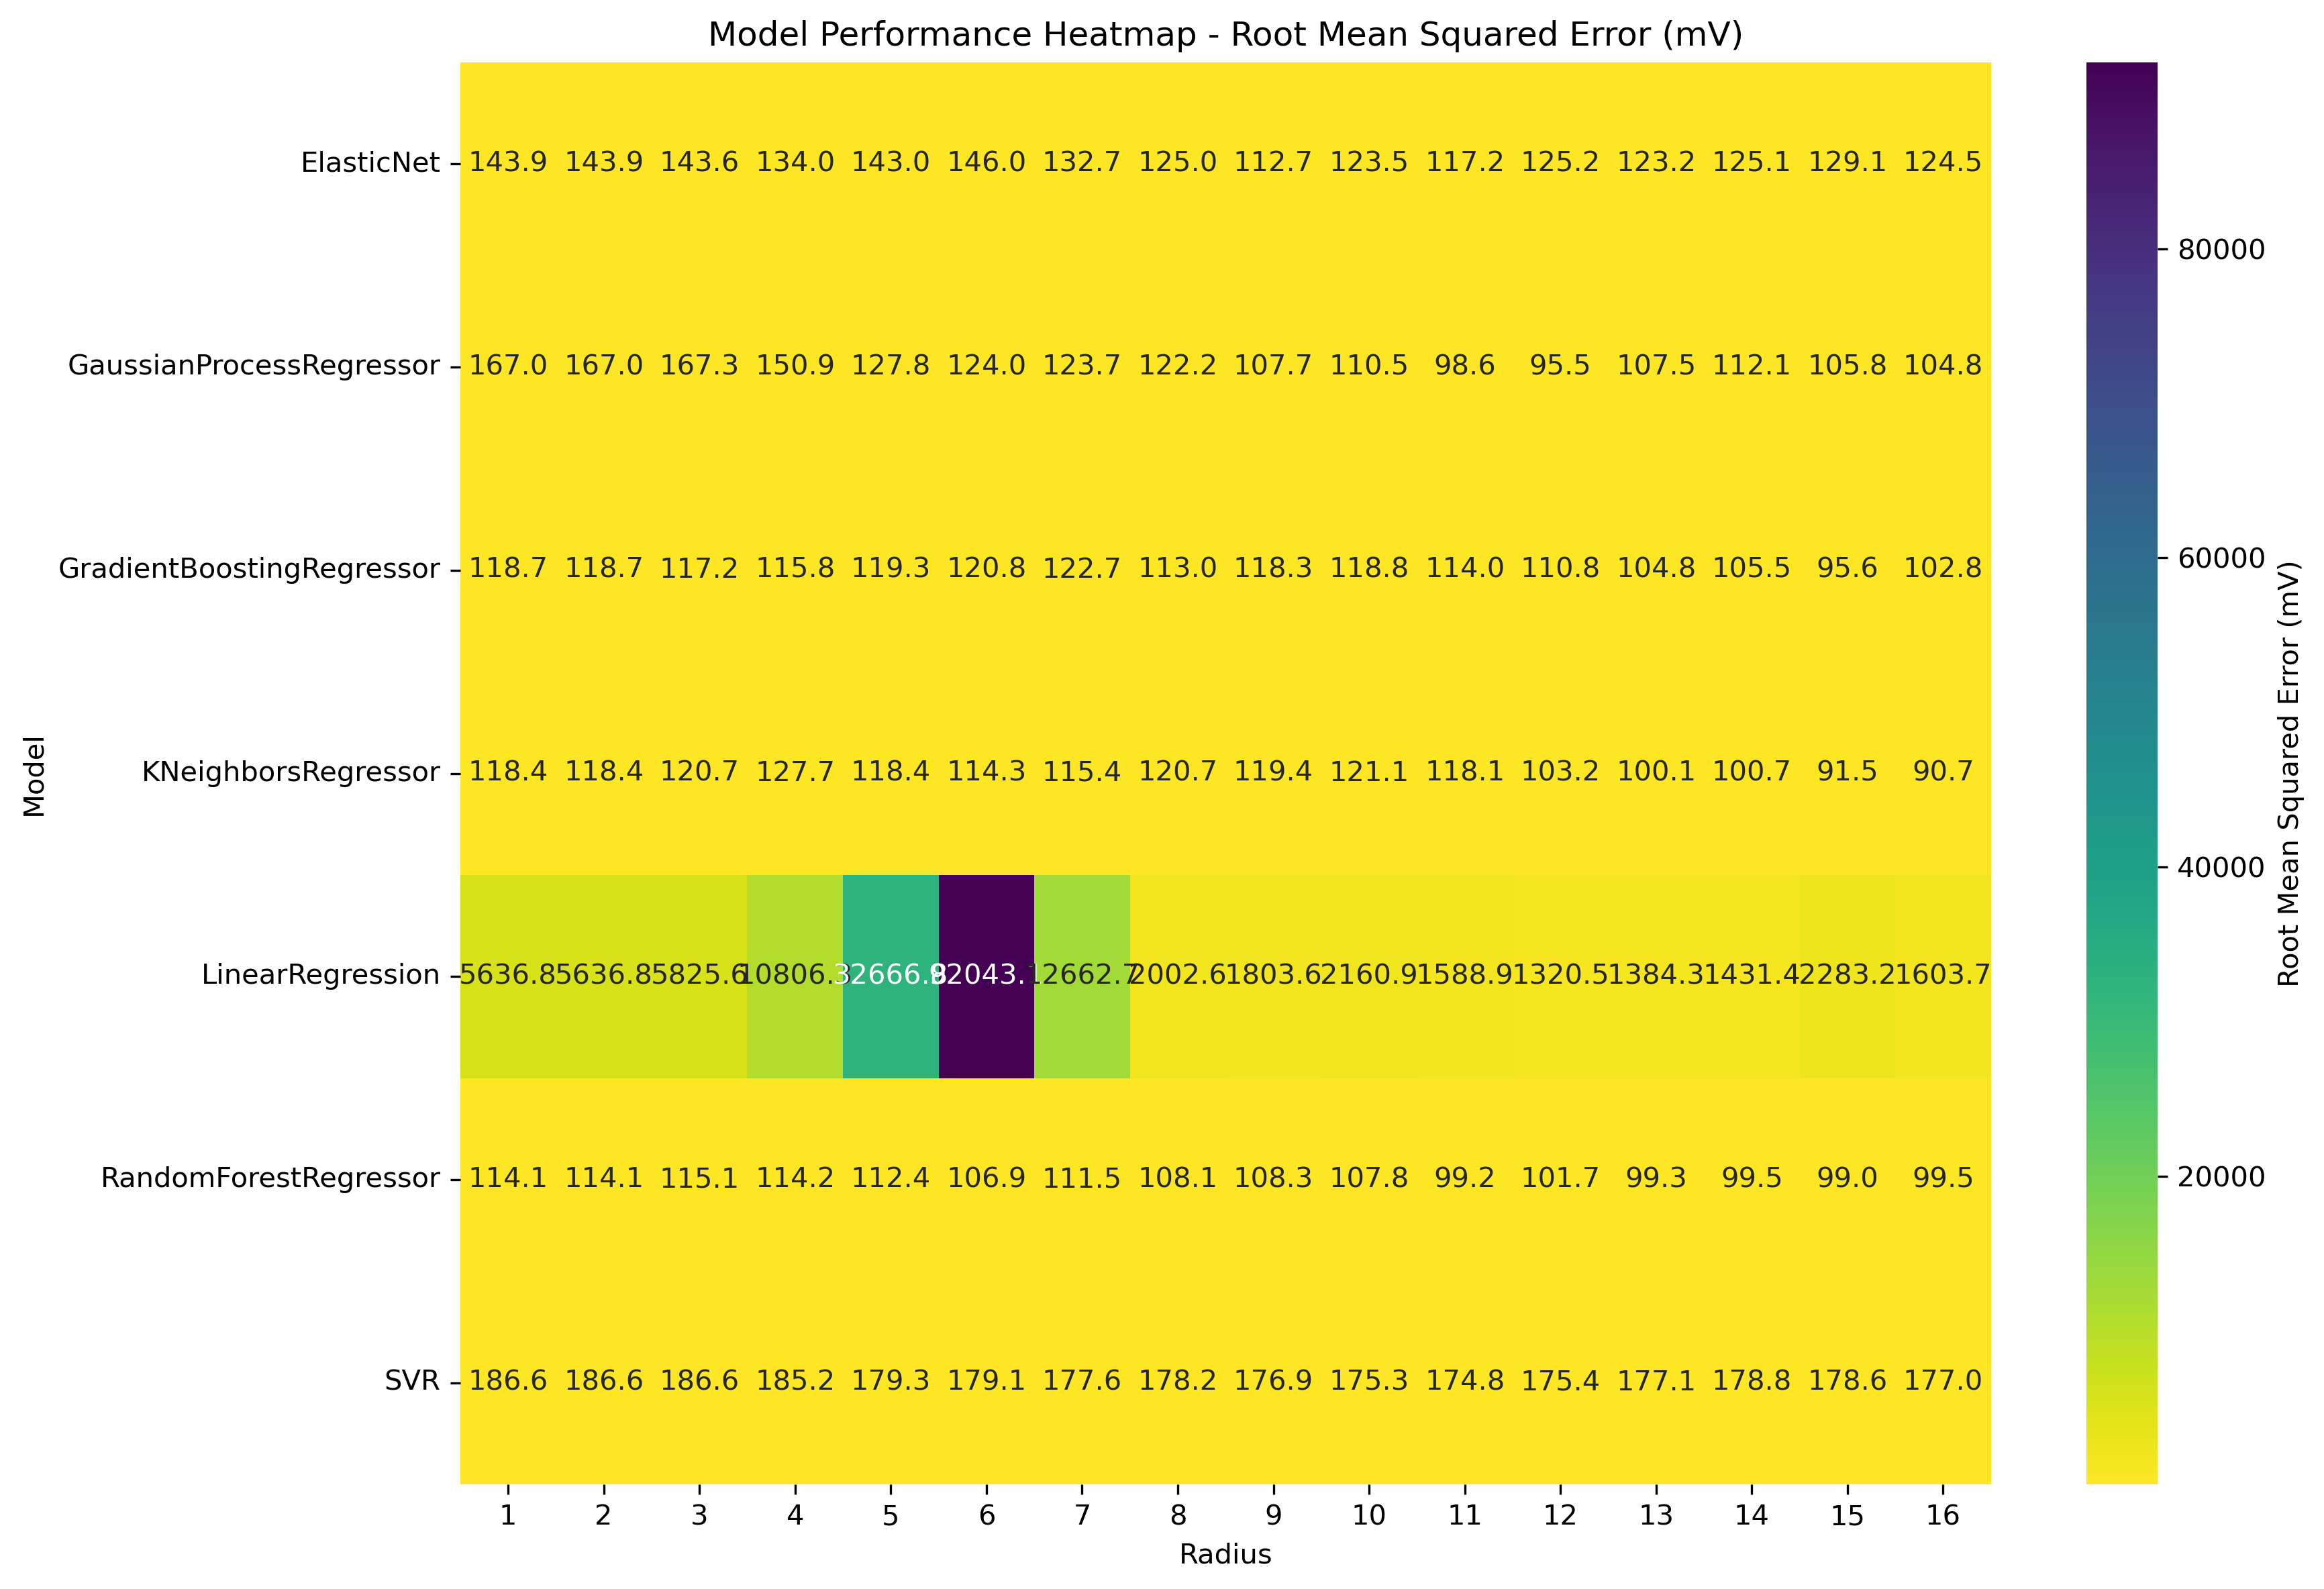 Model Performance Heatmap - Root Mean Squared Error (mV)
ElasticNet 143.9 143.9 143.6 134.0 143.0 146.0 132.7 125.0 112.7 123.5 117.2 125.2 123.2 125.1 129.1 124.5
GaussianProcessRegressor 167.0 167.0 167.3 150.9 127.8 124.0 123.7 122.2 107.7 110.5 98.6 95.5 107.5 112.1 105.8 104.8
GradientBoostingRegressor 118.7 118.7 117.2 115.8 119.3 120.8 122.7 113.0 118.3 118.8 114.0 110.8 104.8 105.5 95.6 102.8
KNeighborsRegressor 118.4 118.4 120.7 127.7 118.4 114.3 115.4 120.7 119.4 121.1 118.1 103.2 100.1 100.7 91.5 90.7
LinearRegression 5636.8 5636.8 5825.6 12662.7 2002.6 1803.6 2160.9 1588.9 1320.5 1384.3 1431.4 2283.2 1603.7
RandomForestRegressor 114.1 114.1 115.1 114.2 112.4 106.9 111.5 108.1 108.3 107.8 99.2 101.7 99.3 99.5 99.0 99.5
SVR 186.6 186.6 186.6 185.2 179.3 179.1 177.6 178.2 176.9 175.3 174.8 175.4 177.1 178.8 178.6 177.0
1 2 3 4 5 6 7 8 9 10 11 12 13 14 15 16
Radius
Model
80000
60000
40000
20000
Root Mean Squared Error (mV)